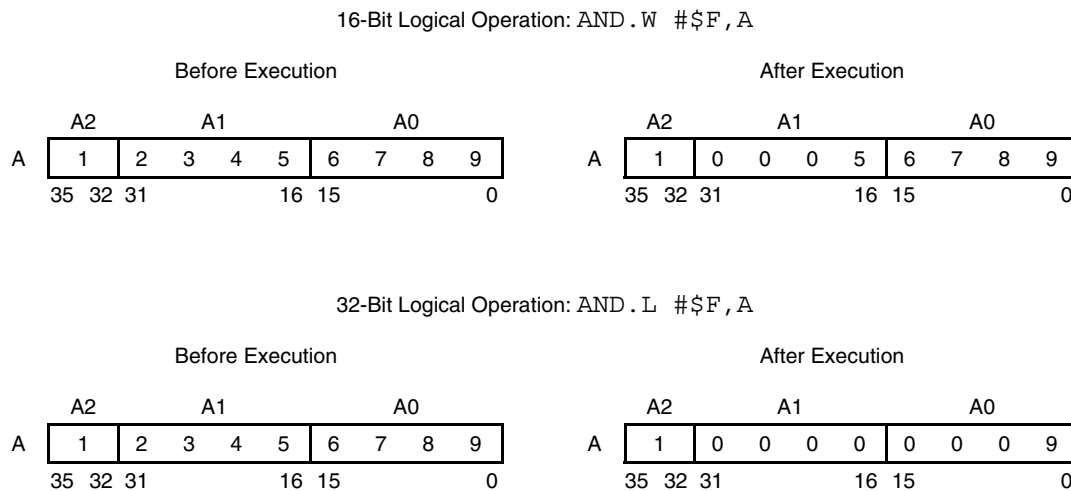 16-Bit Logical Operation: AND.W #$F,A
Before Execution After Execution
A2 A1 A0 A2 A1 A0
A 1 2 3 4 5 6 7 8 9 A 1 0 0 0 5 6 7 8 9
35 32 31 16 15 0 35 32 31 16 15 0
32-Bit Logical Operation: AND.L #$F,A
Before Execution After Execution
A2 A1 A0 A2 A1 A0
A 1 2 3 4 5 6 7 8 9 A 1 0 0 0 0 0 0 0 9
35 32 31 16 15 0 35 32 31 16 15 0